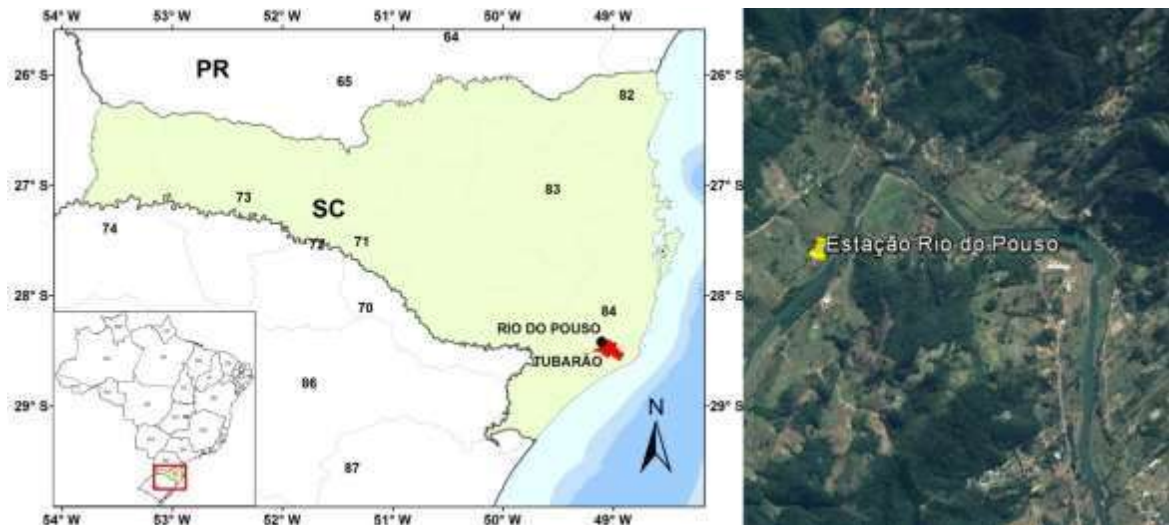 54° W 53° W 52° W 51° W 50° W 49° W
64
PR
65
26° S
26° S
82
27° S
27° S
73
83
SC
74
71
28° S
28° S
70
84
RIO DO POUSO
TUBARÃO
86
29° S
29° S
N
87
54° W 53° W 52° W 51° W 50° W 49° W
Estação Rio do Pouso